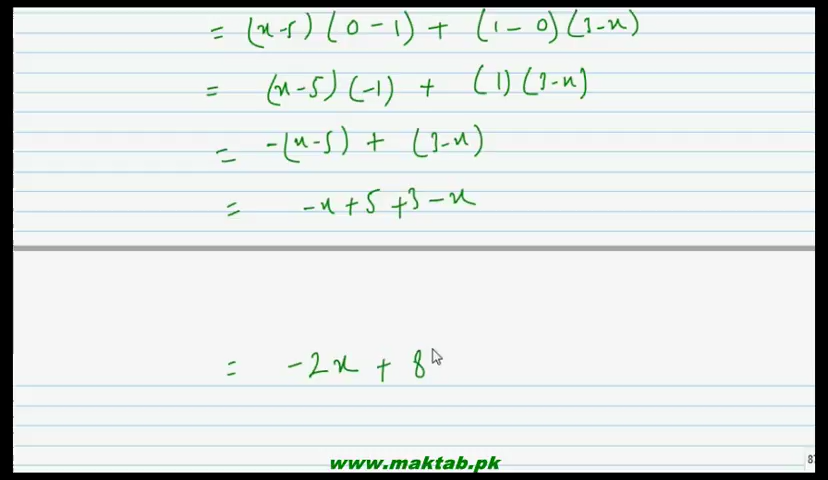 = (x-5) (0-1) + (1-0)(3-x)
= (x-5) (-1) + (1)(3-x)
= -(x-5) + (3-x)
= -x+5+3-x
= -2x + 8
www.maktab.pk